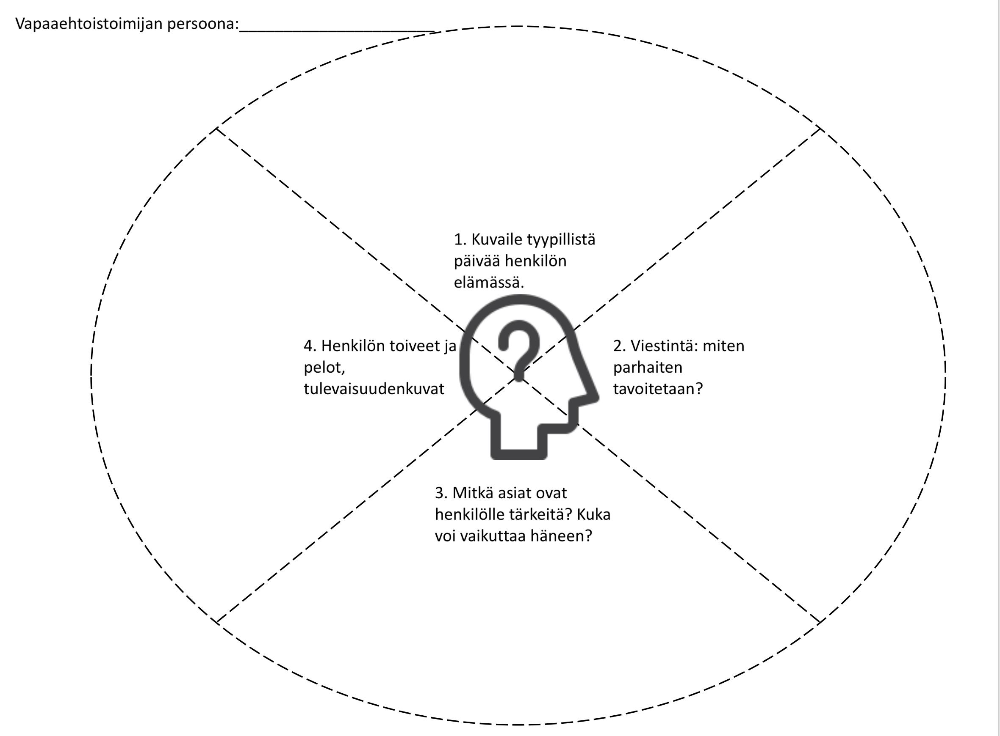 Vapaaehtoistoimijan persoona:_______________________
1. Kuvaile tyypillistä
päivää henkilön
elämässä.
2. Viestintä: miten
parhaiten
tavoitetaan?
3. Mitkä asiat ovat
henkilölle tärkeitä? Kuka
voi vaikuttaa häneen?
4. Henkilön toiveet ja
pelot,
tulevaisuudenkuvat
?